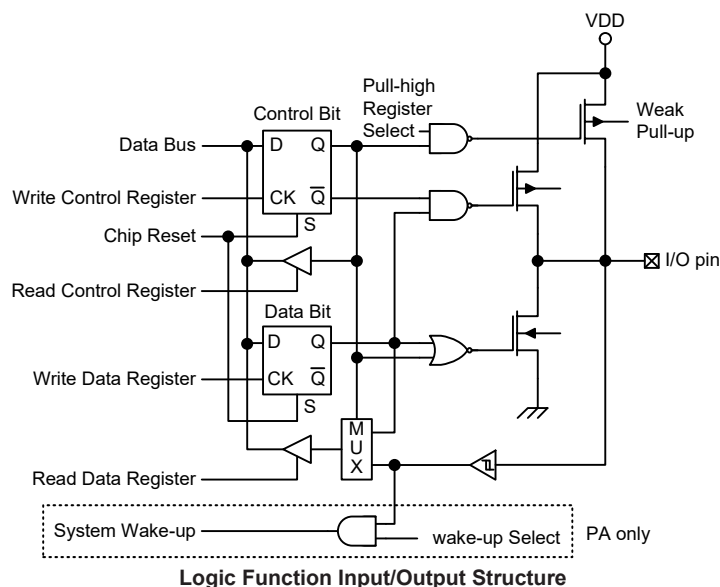 VDD
Pull-high
Register
Select
Weak
Pull-up
Control Bit
Data Bus
D
Q
Write Control Register
CK
Q
Chip Reset
S
I/O pin
Read Control Register
Data Bit
D
Q
Write Data Register
CK
Q
S
M
U
X
Read Data Register
System Wake-up
wake-up Select
PA only
Logic Function Input/Output Structure